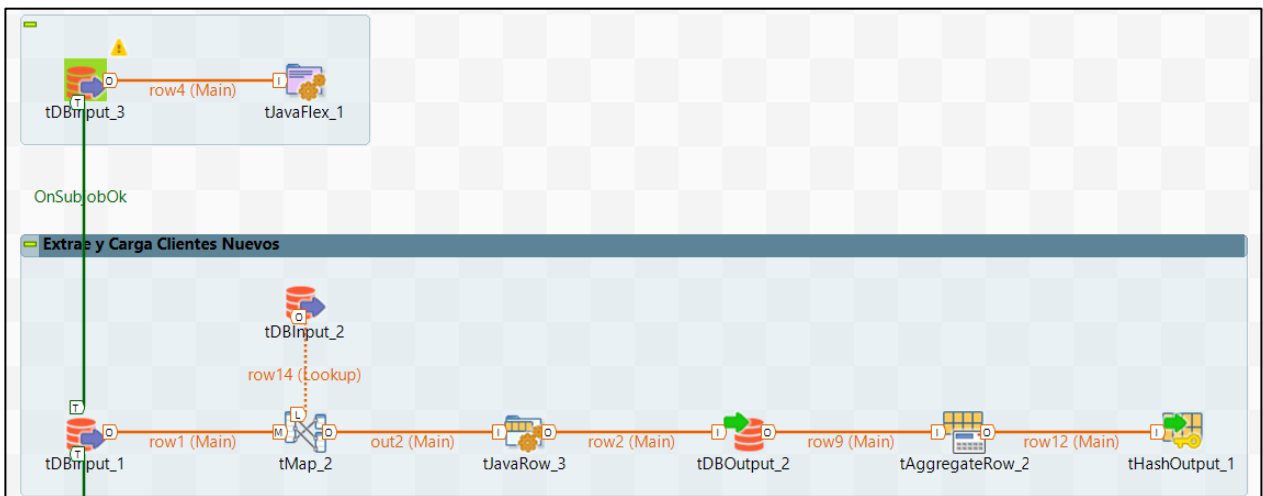 row4 (Main)
tDBInput_3
tJavaFlex_1
OnSubjobOk
Extrae y Carga Clientes Nuevos
tDBInput_2
row14 (Lookup)
row1 (Main)
out2 (Main)
row2 (Main)
row9 (Main)
row12 (Main)
tDBInput_1
tMap_2
tJavaRow_3
tDBOutput_2
tAggregateRow_2
tHashOutput_1